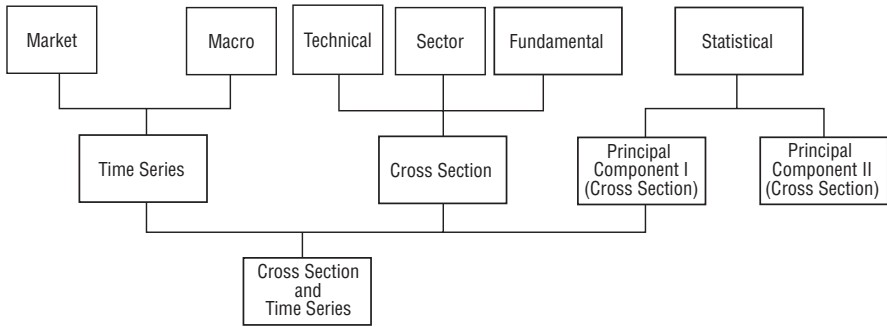 Market
Macro
Technical
Sector
Fundamental
Statistical
Time Series
Cross Section
Principal
Component I
(Cross Section)
Principal
Component II
(Cross Section)
Cross Section
and
Time Series